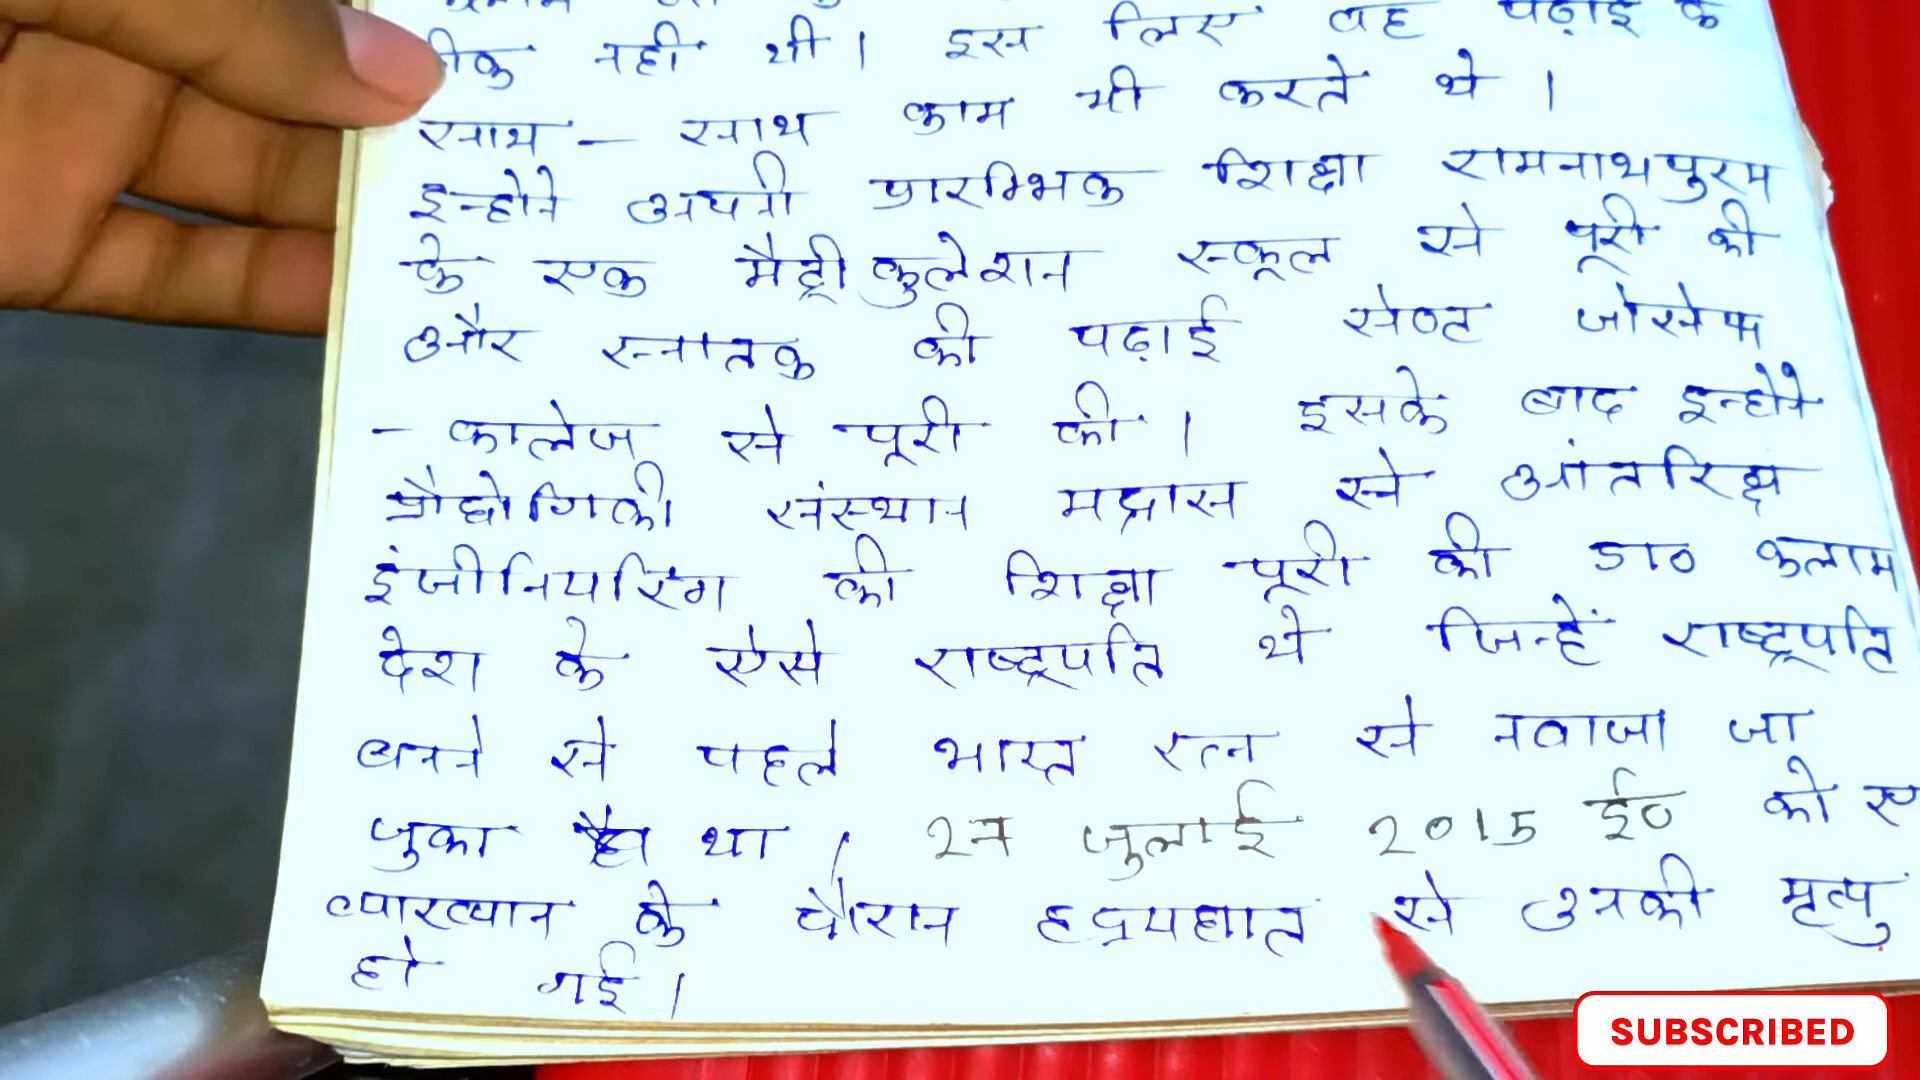 ठीक नहीं थी। इस लिए वह पढ़ाई के
साथ - साथ काम भी करते थे।
इन्होने अपनी प्रारम्भिक शिक्षा रामनाथपुरम
के एक मैट्रीकुलेशन स्कूल से पूरी की
और स्नातक की पढ़ाई सेण्ट जोसेफ
- कालेज से पूरी की। इसके बाद इन्होने
प्रौद्योगिकी संस्थान मद्रास से आंतरिक्ष
इंजीनियरिंग की शिक्षा पूरी की डा० कलाम
देश के ऐसे राष्ट्रपति थे जिन्हें राष्ट्रपति
बनने से पहले भारत रत्न से नवाजा जा
चुका था। 27 जुलाई 2015 ई० को
व्याख्यान के दौरान हृदयघात से उनकी मृत्यु
हो गई।
SUBSCRIBED